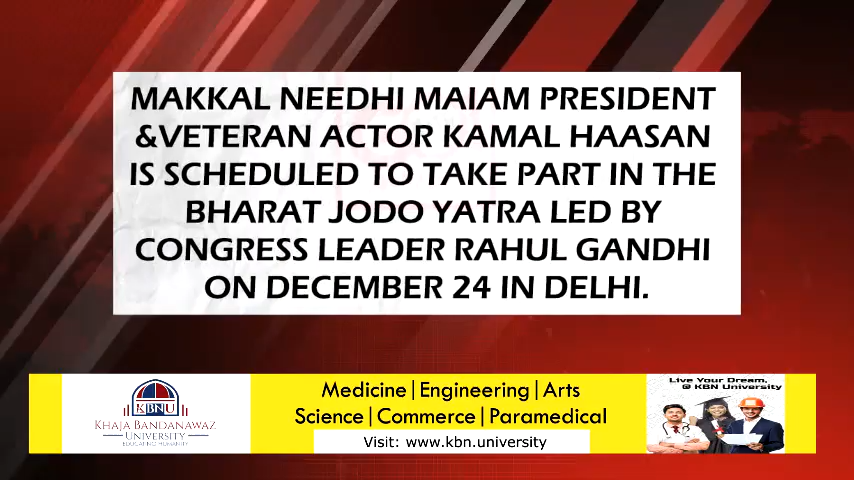 MAKKAL NEEDHI MAIAM PRESIDENT
&VETERAN ACTOR KAMAL HAASAN
IS SCHEDULED TO TAKE PART IN THE
BHARAT JODO YATRA LED BY
CONGRESS LEADER RAHUL GANDHI
ON DECEMBER 24 IN DELHI.
KBNU
KHAJA BANDANAWAZ
UNIVERSITY
EDUCATING HUMANITY
Medicine|Engineering|Arts
Science|Commerce|Paramedical
Visit: www.kbn.university
Live Your Dream,
@ KBN University